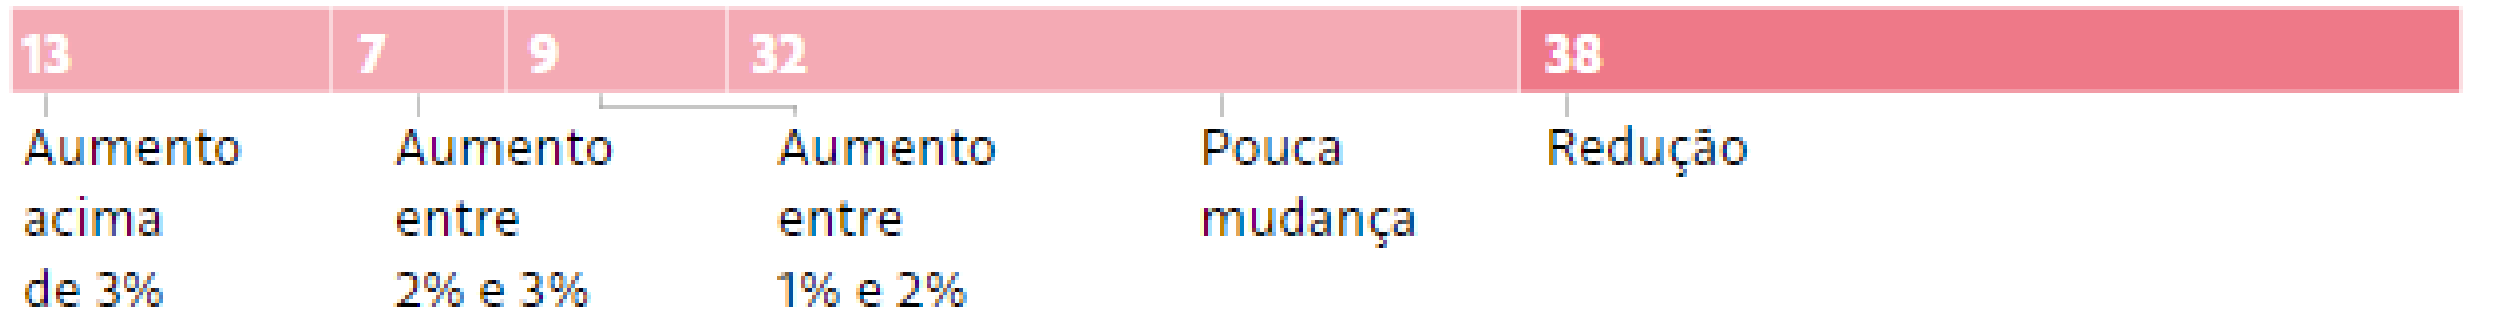 13 7 9 32 38
Aumento Aumento Aumento Pouca Redução
acima entre entre mudança
de 3% 2% e 3% 1% e 2%